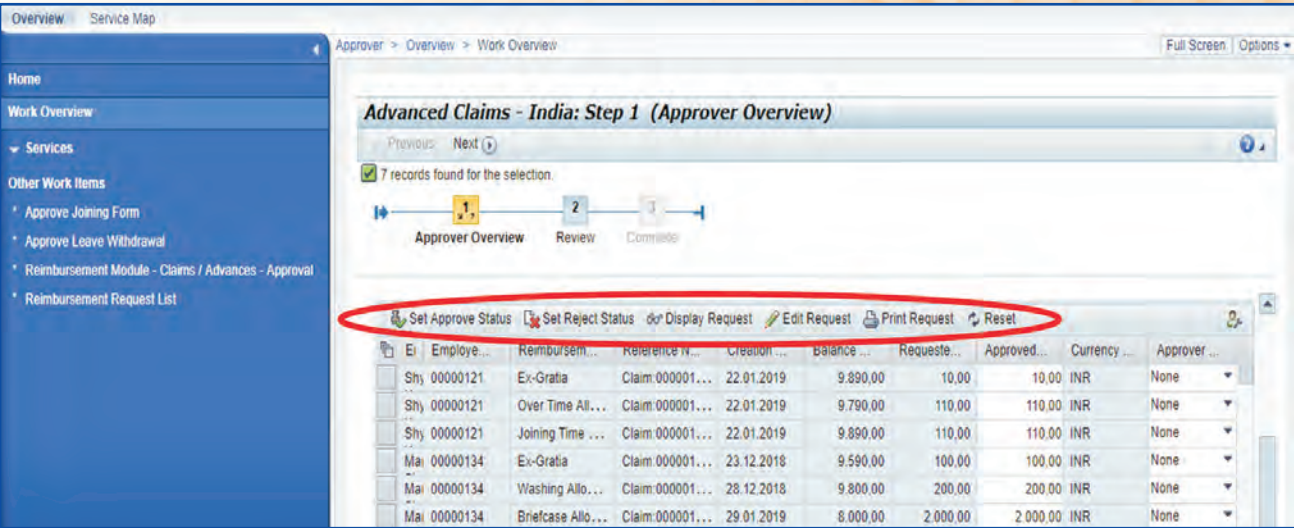 Overview Service Map
Approver > Overview > Work Overview Full Screen Options
Home
Work Overview
Services
Other Work Items
Approve Joining Form
Approve Leave Withdrawal
Reimbursement Module - Claims / Advances - Approval
Reimbursement Request List
Advanced Claims - India: Step 1 (Approver Overview)
Previous Next
7 records found for the selection.
1 2 3
Approver Overview Review Complete
Set Approve Status Set Reject Status Display Request Edit Request Print Request Reset
Employe... Reimbursem... Reference N... Creation ... Balance ... Requeste... Approved... Currency ... Approver ...
Shy 00000121 Ex-Gratia Claim:000001... 22.01.2019 9.890,00 10,00 10,00 INR None
Shy 00000121 Over Time All... Claim:000001... 22.01.2019 9.790,00 110,00 110,00 INR None
Shy 00000121 Joining Time ... Claim:000001... 22.01.2019 9.890,00 110,00 110,00 INR None
Mai 00000134 Ex-Gratia Claim:000001... 23.12.2018 9.590,00 100,00 100,00 INR None
Mai 00000134 Washing Allo... Claim:000001... 28.12.2018 9.800,00 200,00 200,00 INR None
Mai 00000134 Briefcase Allo... Claim:000001... 29.01.2019 8.000,00 2.000,00 2.000,00 INR None